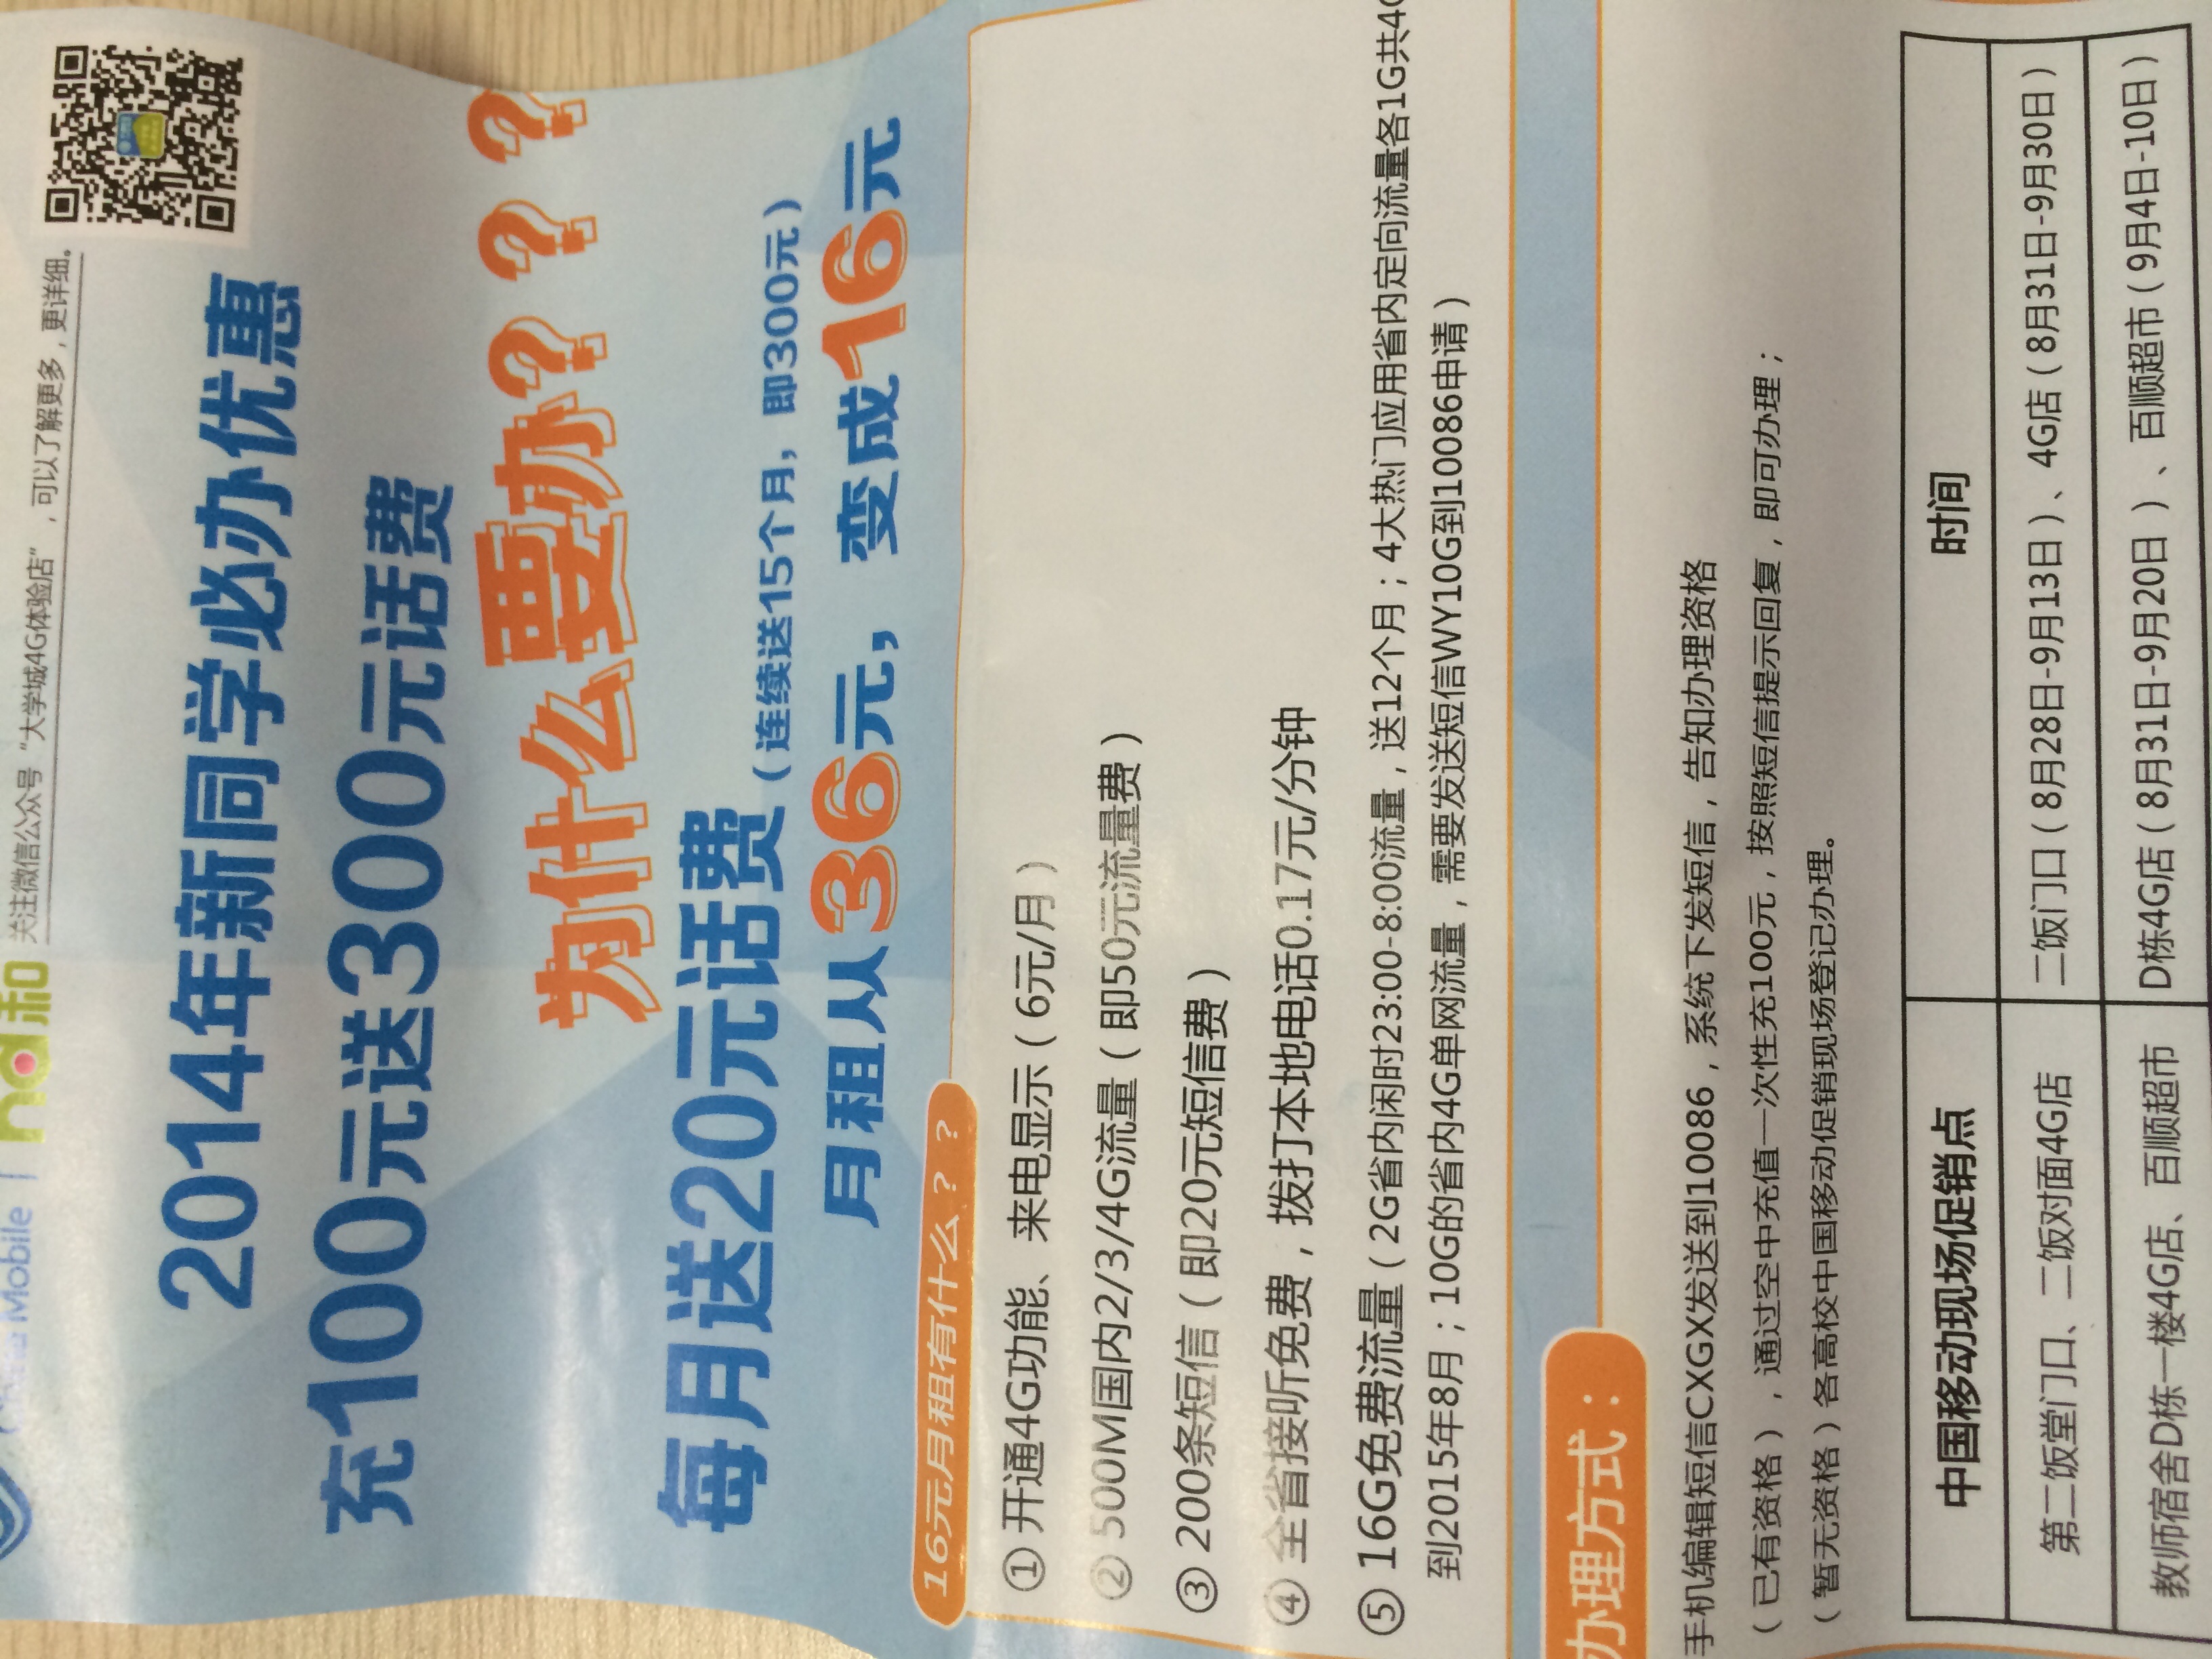 Mobile
和
关注微信公众号“大学城4G体验店”，可以了解更多，更详细。
2014年新同学必办优惠
充100元送300元话费
为什么要办？？？
每月送20元话费（连续送15个月，即300元）
月租从36元，变成16元
16元月租有什么？？
① 开通4G功能、来电显示（6元/月）
② 500M国内2/3/4G流量（即50元流量费）
③ 200条短信（即20元短信费）
④ 全省接听免费，拨打本地电话0.17元/分钟
⑤ 16G免费流量（2G省内闲时23:00-8:00流量，送12个月；4大热门应用省内定向流量各1G共4G
到2015年8月；10G的省内4G单网流量，需要发送短信WY10G到10086申请）
办理方式：
手机编辑短信CXGX发送到10086，系统下发短信，告知办理资格
（已有资格），通过空中充值一次性充100元，按照短信提示回复，即可办理；
（暂无资格）各高校中国移动促销现场登记办理。
中国移动现场促销点 时间
第二饭堂门口、二饭对面4G店 二饭门口（8月28日-9月13日）、4G店（8月31日-9月30日）
教师宿舍D栋一楼4G店、百顺超市 D栋4G店（8月31日-9月20日）、百顺超市（9月4日-10日）